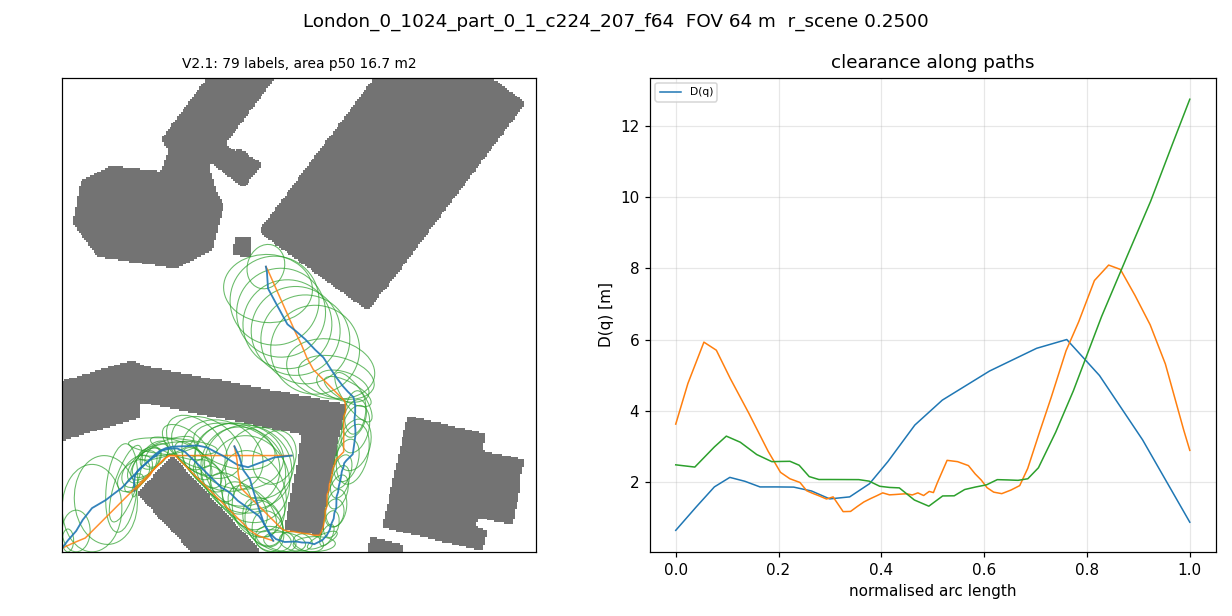 London_0_1024_part_0_1_c224_207_f64  FOV 64 m  r_scene 0.2500
V2.1: 79 labels, area p50 16.7 m2
clearance along paths
D(q)
D(q) [m]
12
10
8
6
4
2
0.0 0.2 0.4 0.6 0.8 1.0
normalised arc length